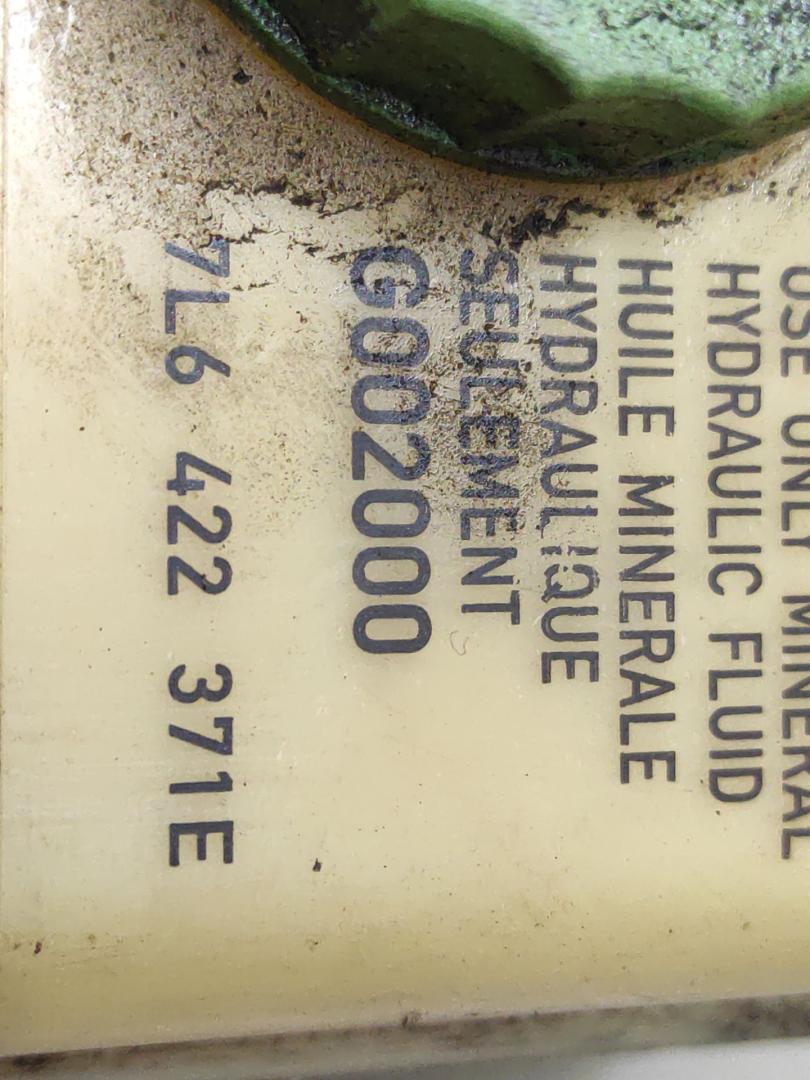 USE ONLY MINERAL
HYDRAULIC FLUID
HUILE MINERALE
HYDRAULIQUE
SEULEMENT
G002000
7L6 422 371E